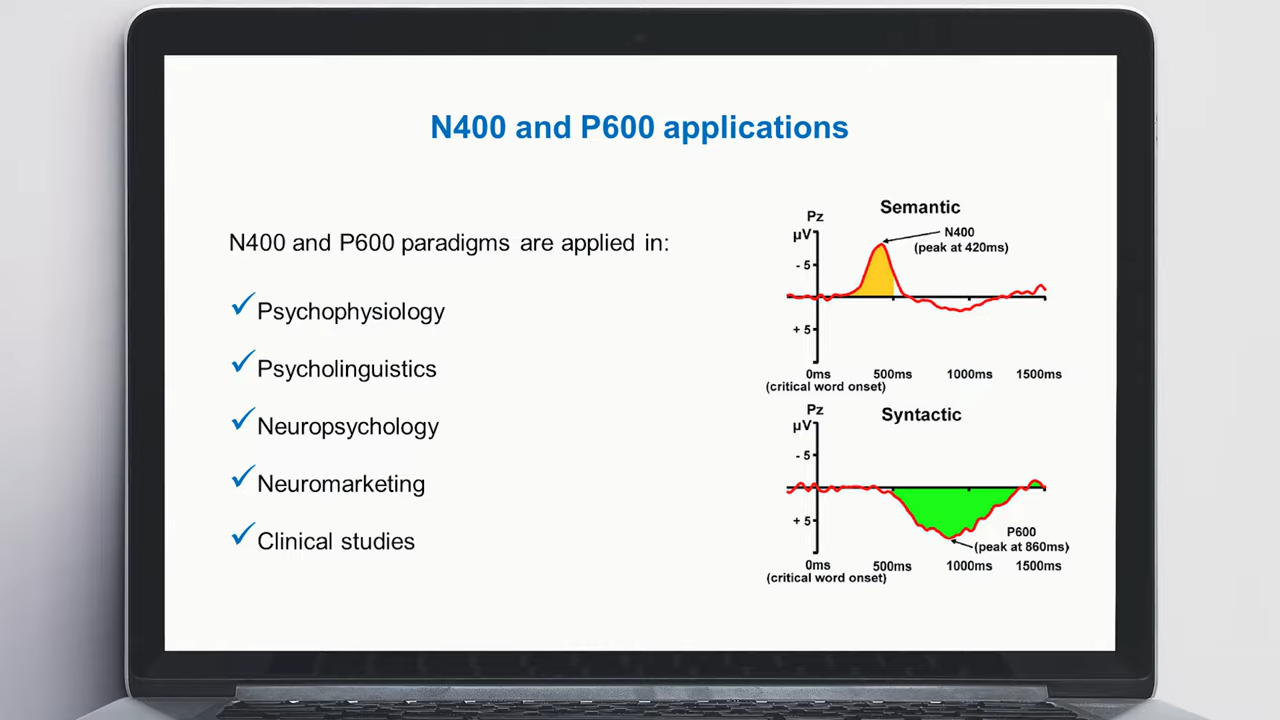 N400 and P600 applications
N400 and P600 paradigms are applied in:
Psychophysiology
Psycholinguistics
Neuropsychology
Neuromarketing
Clinical studies
Semantic
Pz
µV
N400
(peak at 420ms)
- 5
+ 5
0ms 500ms 1000ms 1500ms
(critical word onset)
Syntactic
Pz
µV
- 5
+ 5
P600
(peak at 860ms)
0ms 500ms 1000ms 1500ms
(critical word onset)